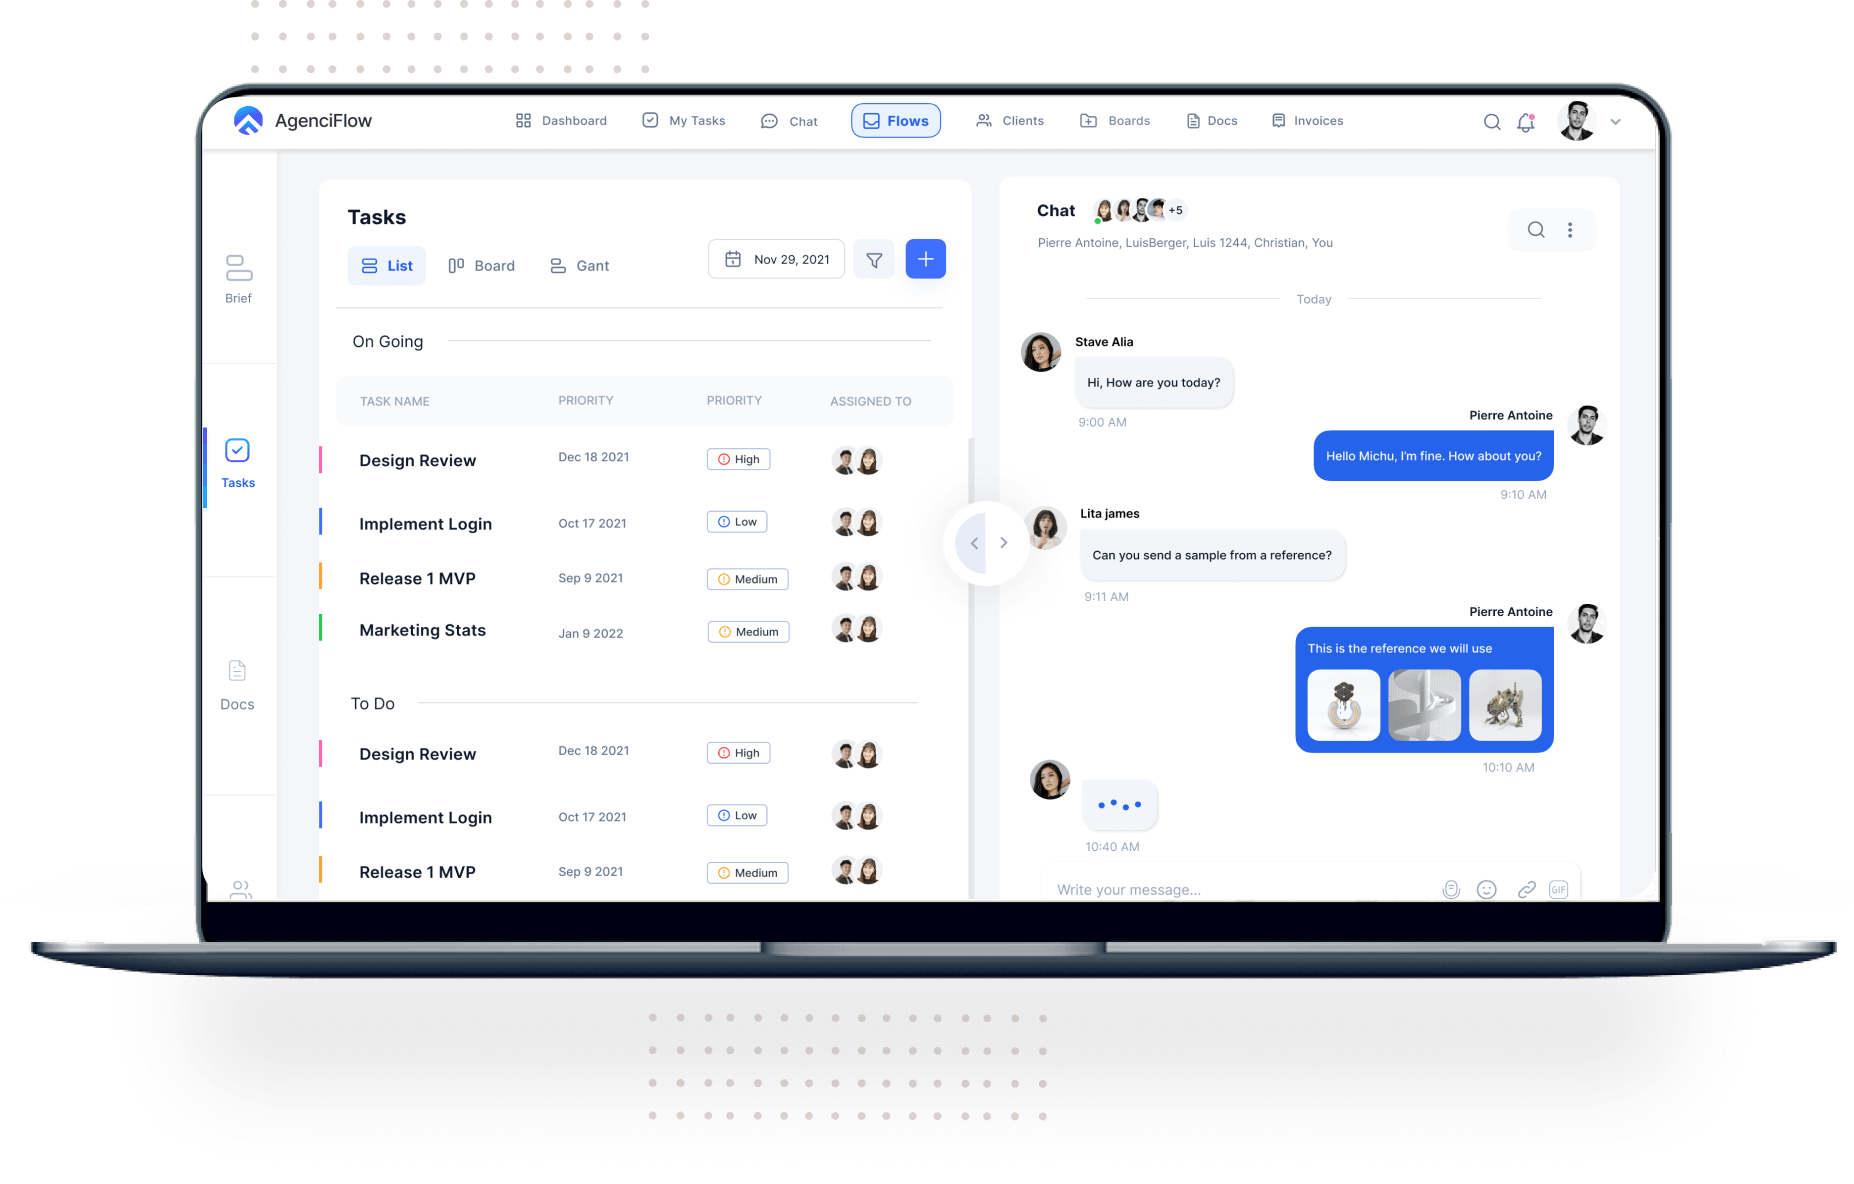 AgenciFlow
Dashboard
My Tasks
Chat
Flows
Clients
Boards
Docs
Invoices
Brief
Tasks
Docs
Tasks
List
Board
Gant
Nov 29, 2021
On Going
TASK NAME PRIORITY PRIORITY ASSIGNED TO
Design Review Dec 18 2021 High
Implement Login Oct 17 2021 Low
Release 1 MVP Sep 9 2021 Medium
Marketing Stats Jan 9 2022 Medium
To Do
Design Review Dec 18 2021 High
Implement Login Oct 17 2021 Low
Release 1 MVP Sep 9 2021 Medium
Chat +5
Pierre Antoine, LuisBerger, Luis 1244, Christian, You
Today
Stave Alia
Hi, How are you today?
9:00 AM
Pierre Antoine
Hello Michu, I'm fine. How about you?
9:10 AM
Lita james
Can you send a sample from a reference?
9:11 AM
Pierre Antoine
This is the reference we will use
10:10 AM
10:40 AM
Write your message...
GIF